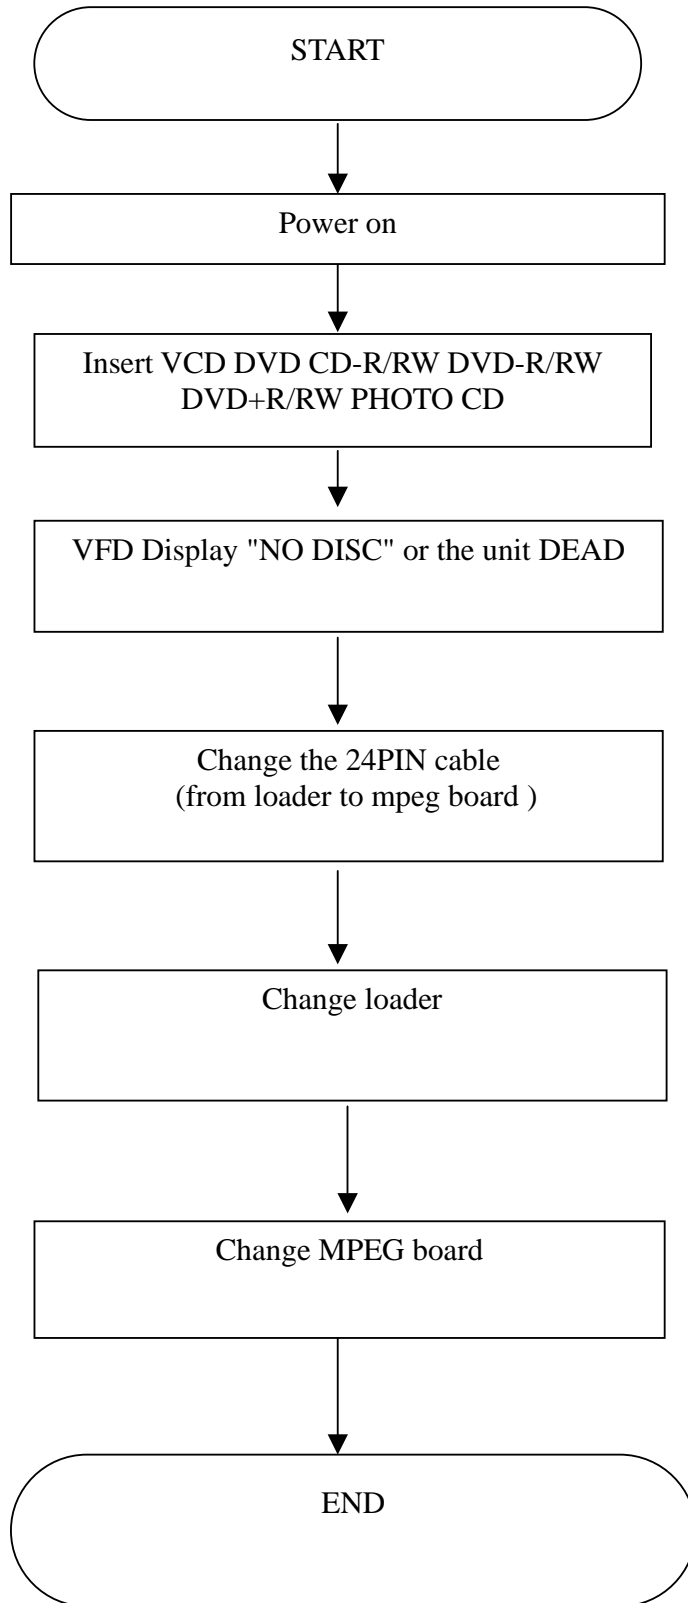 START
Power on
Insert VCD DVD CD-R/RW DVD-R/RW
DVD+R/RW PHOTO CD
VFD Display "NO DISC" or the unit DEAD
Change the 24PIN cable
(from loader to mpeg board )
Change loader
Change MPEG board
END